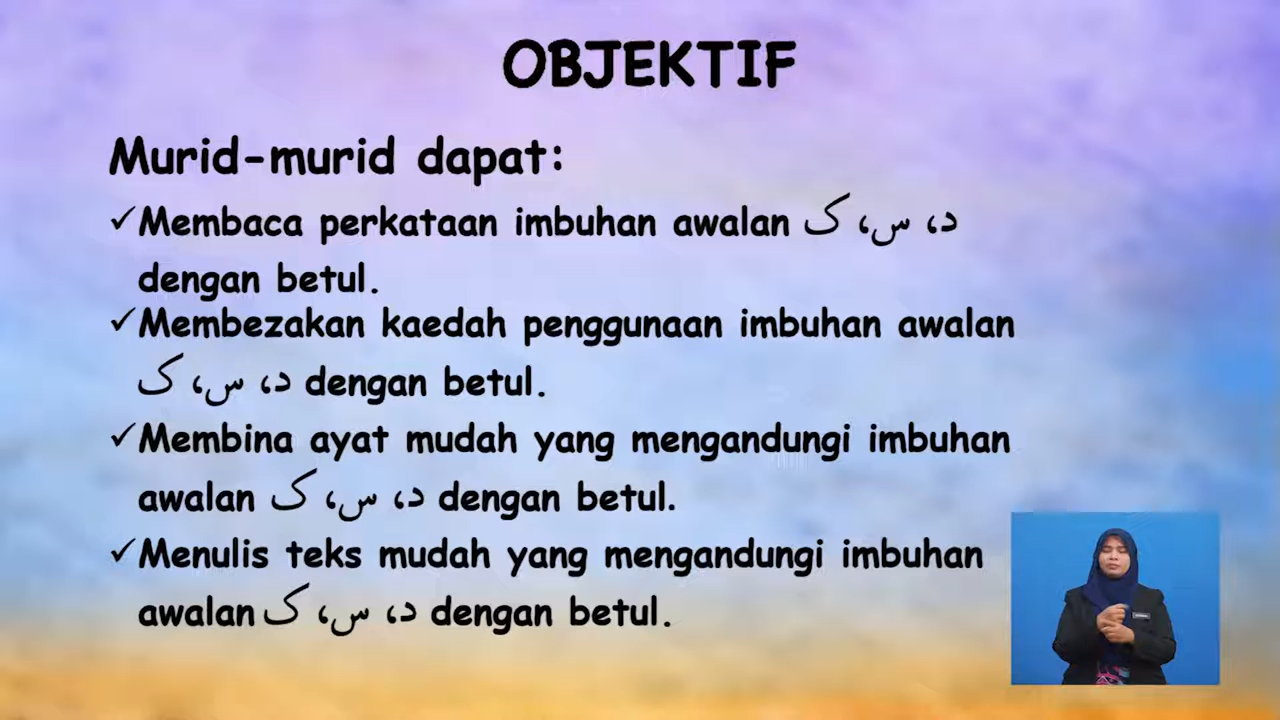 OBJEKTIF
Murid-murid dapat:
✓Membaca perkataan imbuhan awalan د، س، ک
dengan betul.
✓Membezakan kaedah penggunaan imbuhan awalan
د، س، ک dengan betul.
✓Membina ayat mudah yang mengandungi imbuhan
awalan د، س، ک dengan betul.
✓Menulis teks mudah yang mengandungi imbuhan
awalan د، س، ک dengan betul.